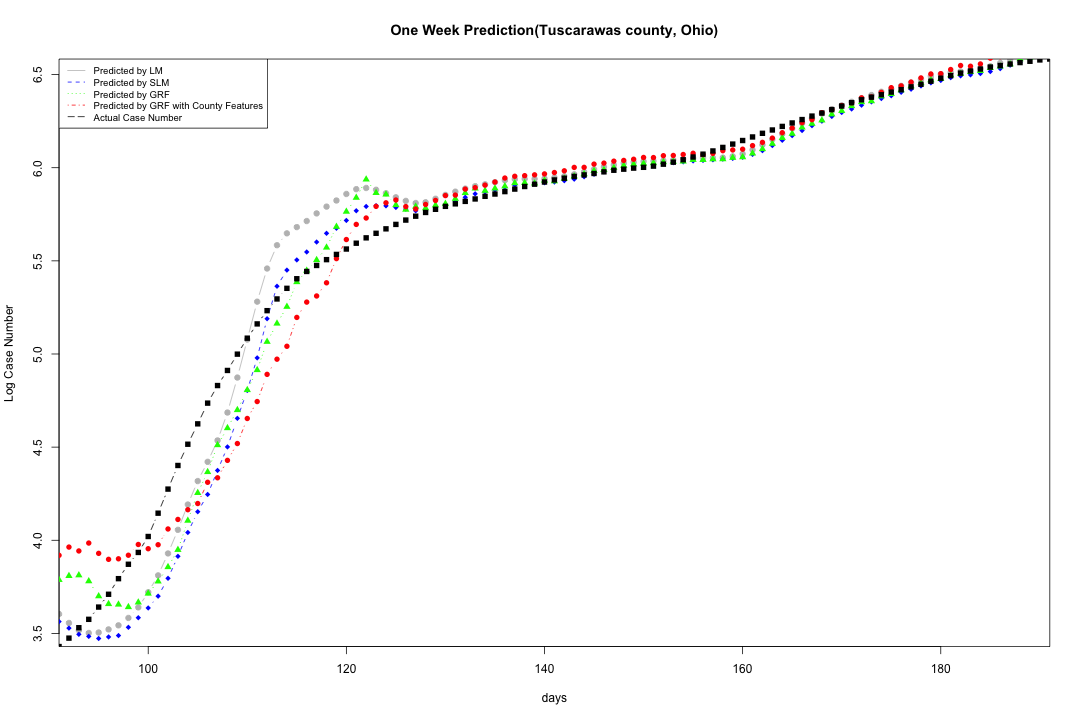 One Week Prediction(Tuscarawas county, Ohio)
Predicted by LM
Predicted by SLM
Predicted by GRF
Predicted by GRF with County Features
Actual Case Number
Log Case Number
6.5
6.0
5.5
5.0
4.5
4.0
3.5
100 120 140 160 180
days